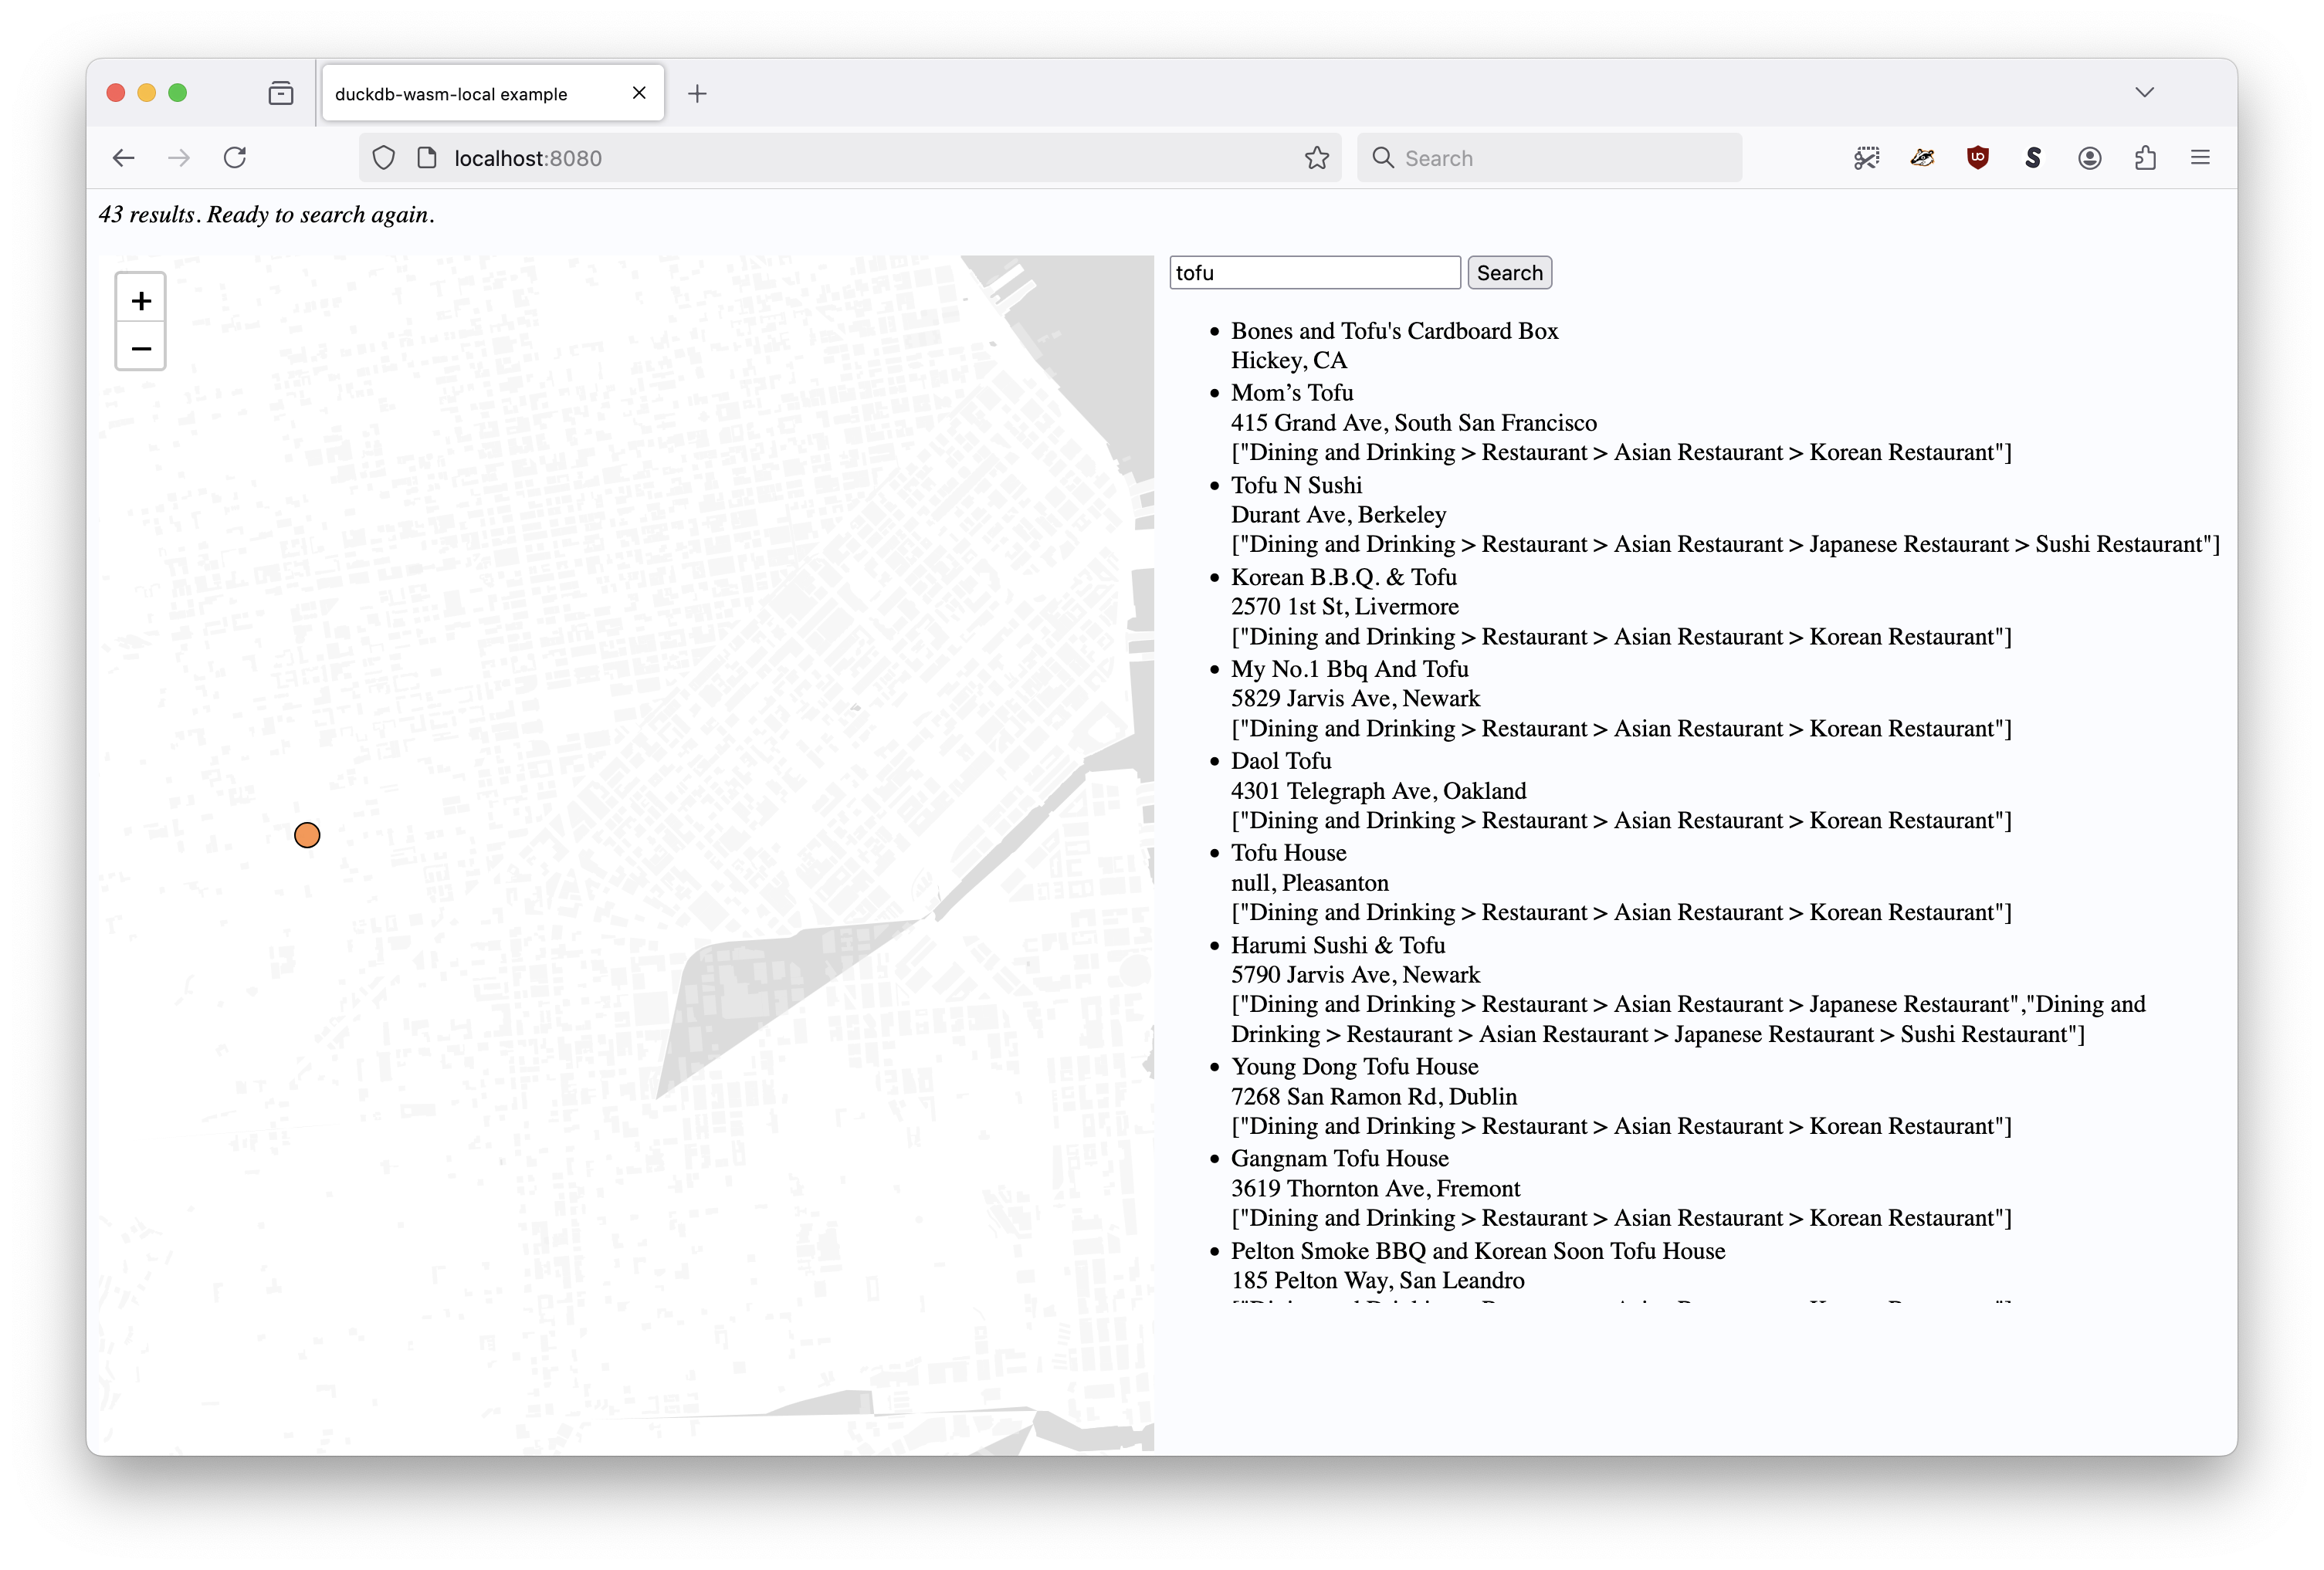 duckdb-wasm-local example
localhost:8080
Search
43 results. Ready to search again.
+
−
tofu
Search
Bones and Tofu's Cardboard Box
Hickey, CA
Mom’s Tofu
415 Grand Ave, South San Francisco
["Dining and Drinking > Restaurant > Asian Restaurant > Korean Restaurant"]
Tofu N Sushi
Durant Ave, Berkeley
["Dining and Drinking > Restaurant > Asian Restaurant > Japanese Restaurant > Sushi Restaurant"]
Korean B.B.Q. & Tofu
2570 1st St, Livermore
["Dining and Drinking > Restaurant > Asian Restaurant > Korean Restaurant"]
My No.1 Bbq And Tofu
5829 Jarvis Ave, Newark
["Dining and Drinking > Restaurant > Asian Restaurant > Korean Restaurant"]
Daol Tofu
4301 Telegraph Ave, Oakland
["Dining and Drinking > Restaurant > Asian Restaurant > Korean Restaurant"]
Tofu House
null, Pleasanton
["Dining and Drinking > Restaurant > Asian Restaurant > Korean Restaurant"]
Harumi Sushi & Tofu
5790 Jarvis Ave, Newark
["Dining and Drinking > Restaurant > Asian Restaurant > Japanese Restaurant","Dining and
Drinking > Restaurant > Asian Restaurant > Japanese Restaurant > Sushi Restaurant"]
Young Dong Tofu House
7268 San Ramon Rd, Dublin
["Dining and Drinking > Restaurant > Asian Restaurant > Korean Restaurant"]
Gangnam Tofu House
3619 Thornton Ave, Fremont
["Dining and Drinking > Restaurant > Asian Restaurant > Korean Restaurant"]
Pelton Smoke BBQ and Korean Soon Tofu House
185 Pelton Way, San Leandro